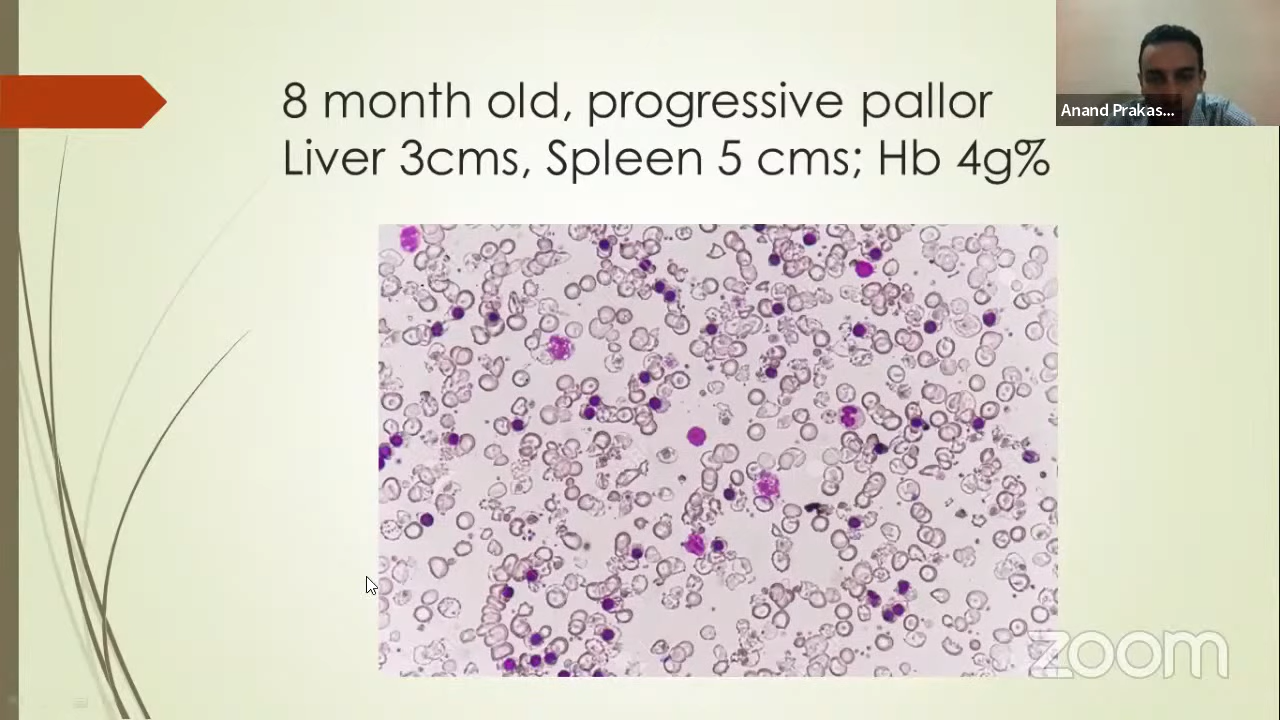 8 month old, progressive pallor
Liver 3cms, Spleen 5 cms; Hb 4g%
Anand Prakas...
zoom